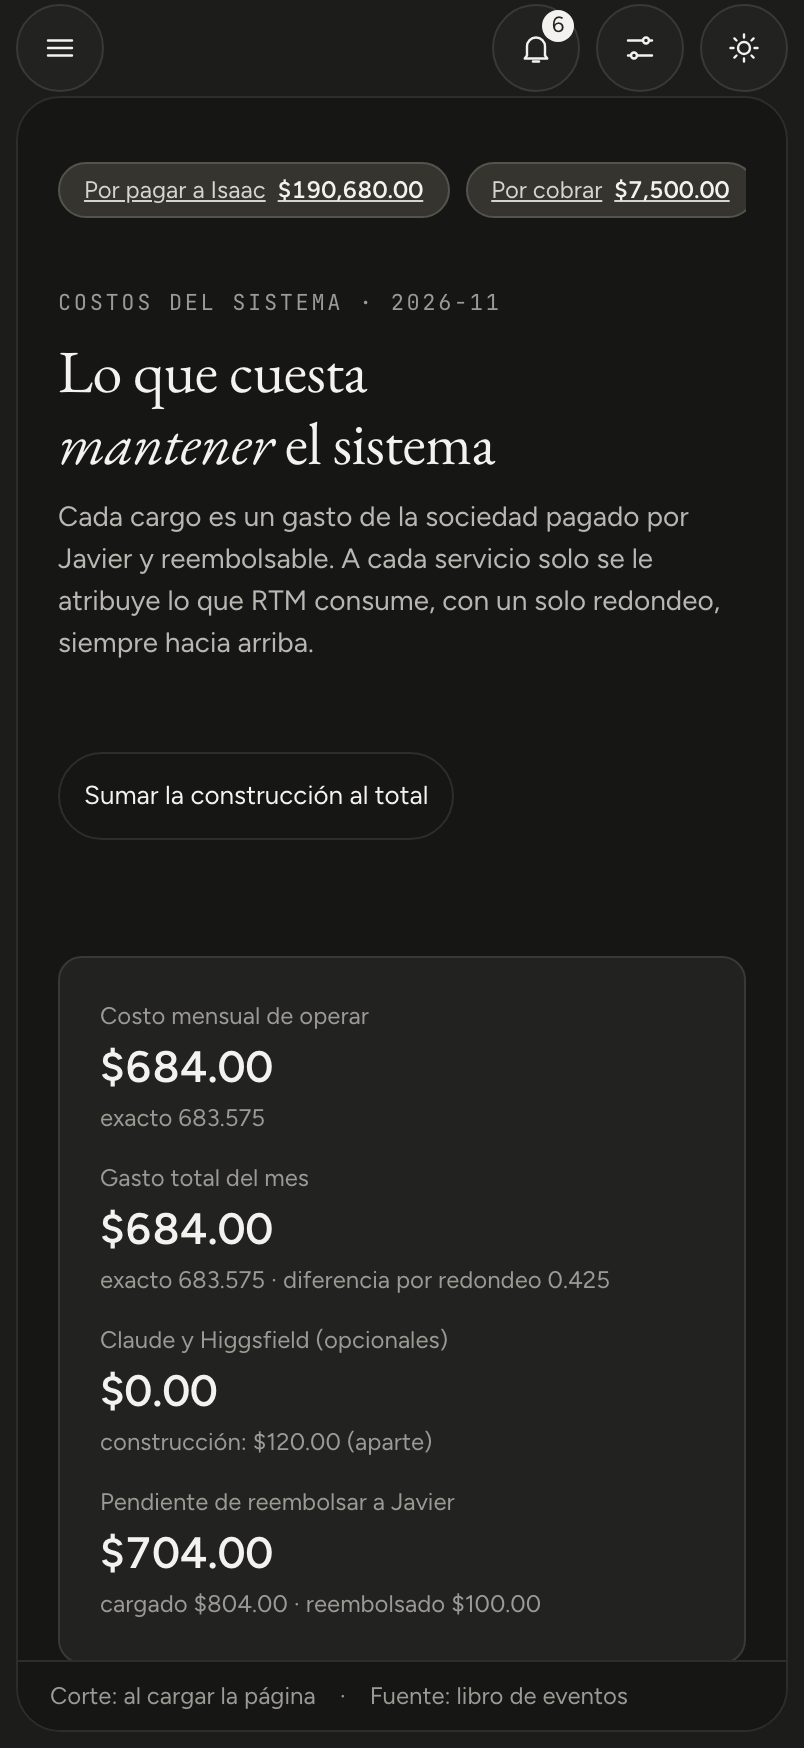 6
Por pagar a Isaac $190,680.00
Por cobrar $7,500.00
COSTOS DEL SISTEMA · 2026-11
Lo que cuesta
mantener el sistema
Cada cargo es un gasto de la sociedad pagado por
Javier y reembolsable. A cada servicio solo se le
atribuye lo que RTM consume, con un solo redondeo,
siempre hacia arriba.
Sumar la construcción al total
Costo mensual de operar
$684.00
exacto 683.575
Gasto total del mes
$684.00
exacto 683.575 · diferencia por redondeo 0.425
Claude y Higgsfield (opcionales)
$0.00
construcción: $120.00 (aparte)
Pendiente de reembolsar a Javier
$704.00
cargado $804.00 · reembolsado $100.00
Corte: al cargar la página · Fuente: libro de eventos